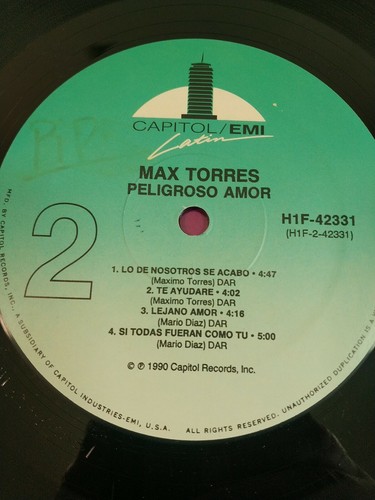 PiP
CAPITOL/EMI
Latin
MAX TORRES
PELIGROSO AMOR
2
H1F-42331
(H1F-2-42331)
1. LO DE NOSOTROS SE ACABO • 4:47
(Maximo Torres) DAR
2. TE AYUDARE • 4:02
(Maximo Torres) DAR
3. LEJANO AMOR • 4:16
(Mario Diaz) DAR
4. SI TODAS FUERAN COMO TU • 5:00
(Mario Diaz) DAR
© ℗ 1990 Capitol Records, Inc.
MFD. BY CAPITOL RECORDS, INC., A SUBSIDIARY OF CAPITOL INDUSTRIES-EMI, INC., U.S.A. ALL RIGHTS RESERVED. UNAUTHORIZED DUPLICATION IS A